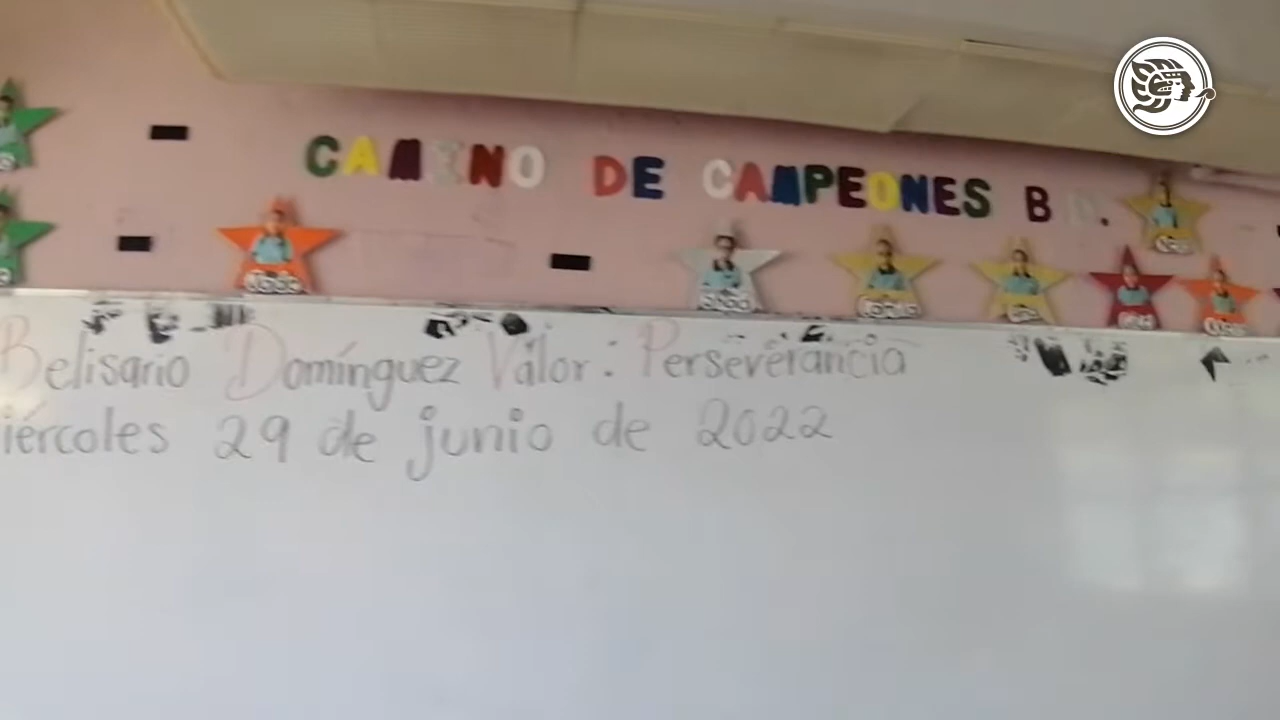 CAMINO DE CAMPEONES B.D.
Belisario Domínguez Valor: Perseverancia
iércoles 29 de junio de 2022